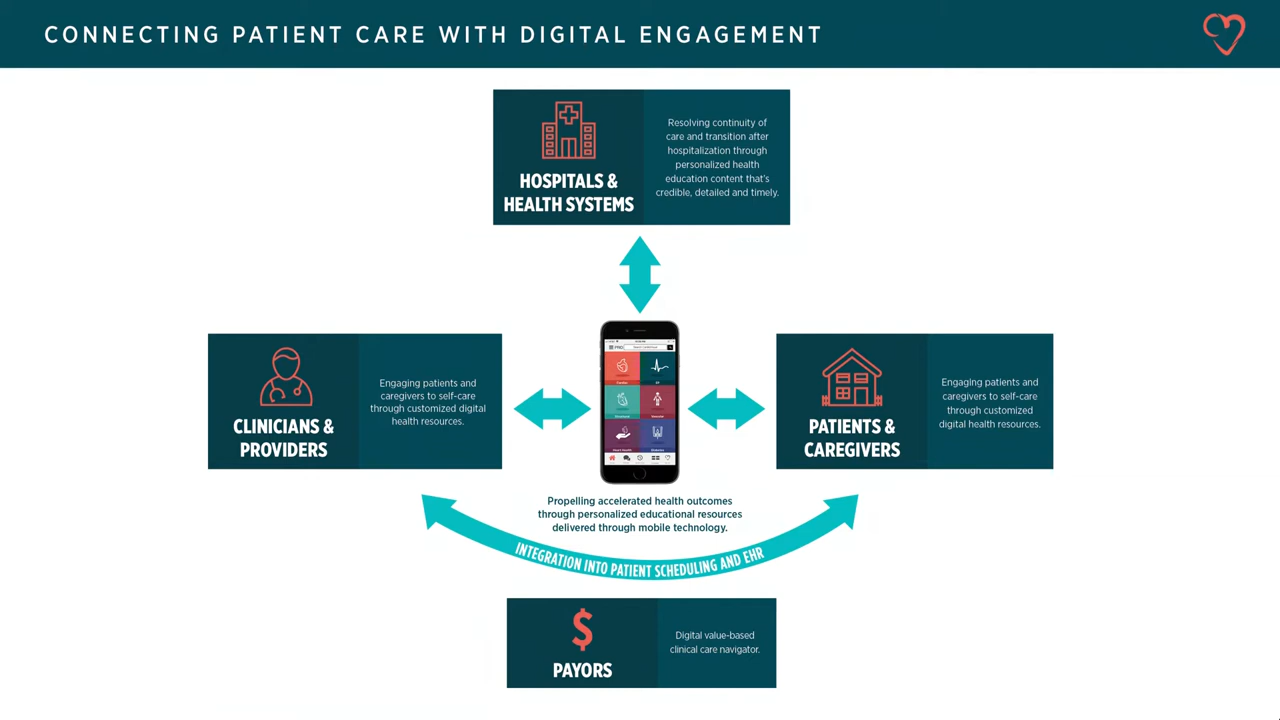 CONNECTING PATIENT CARE WITH DIGITAL ENGAGEMENT
HOSPITALS &
HEALTH SYSTEMS
Resolving continuity of
care and transition after
hospitalization through
personalized health
education content that's
credible, detailed and timely.
CLINICIANS &
PROVIDERS
Engaging patients and
caregivers to self-care
through customized digital
health resources.
PATIENTS &
CAREGIVERS
Engaging patients and
caregivers to self-care
through customized
digital health resources.
Propelling accelerated health outcomes
through personalized educational resources
delivered through mobile technology.
INTEGRATION INTO PATIENT SCHEDULING AND EHR
$
PAYORS
Digital value-based
clinical care navigator.